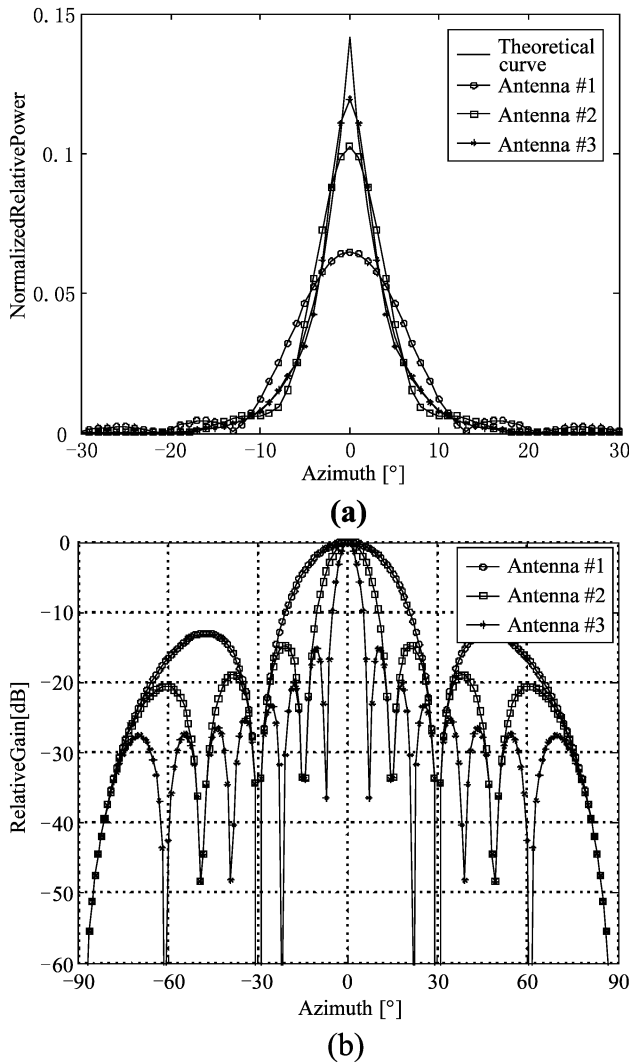 0.15
0.1
0.05
0
NormalizedRelativePower
Theoretical
curve
Antenna #1
Antenna #2
Antenna #3
−30 −20 −10 0 10 20 30
Azimuth [°]
(a)
0
−10
−20
−30
−40
−50
−60
RelativeGain[dB]
Antenna #1
Antenna #2
Antenna #3
−90 −60 −30 0 30 60 90
Azimuth [°]
(b)